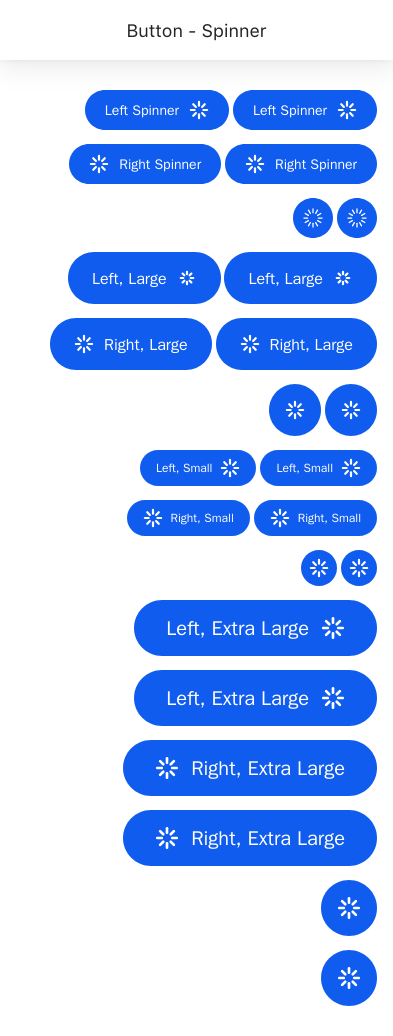 Button - Spinner
Left Spinner Left Spinner
Right Spinner Right Spinner
Left, Large Left, Large
Right, Large Right, Large
Left, Small Left, Small
Right, Small Right, Small
Left, Extra Large
Left, Extra Large
Right, Extra Large
Right, Extra Large